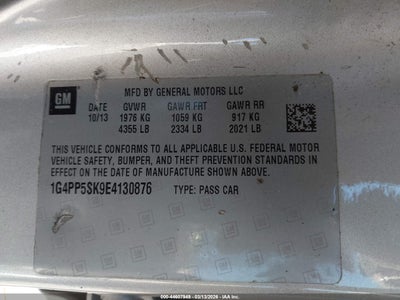 GM
MFD BY GENERAL MOTORS LLC
DATE GVWR GAWR FRT GAWR RR
10/13 1976 KG 1059 KG 917 KG
4355 LB 2334 LB 2021 LB
THIS VEHICLE CONFORMS TO ALL APPLICABLE U.S. FEDERAL MOTOR
VEHICLE SAFETY, BUMPER, AND THEFT PREVENTION STANDARDS
IN EFFECT ON THE DATE OF MANUFACTURE SHOWN ABOVE.
1G4PP5SK9E4130876 TYPE: PASS CAR
000-44607949 - 03/13/2026 - IAA Inc.